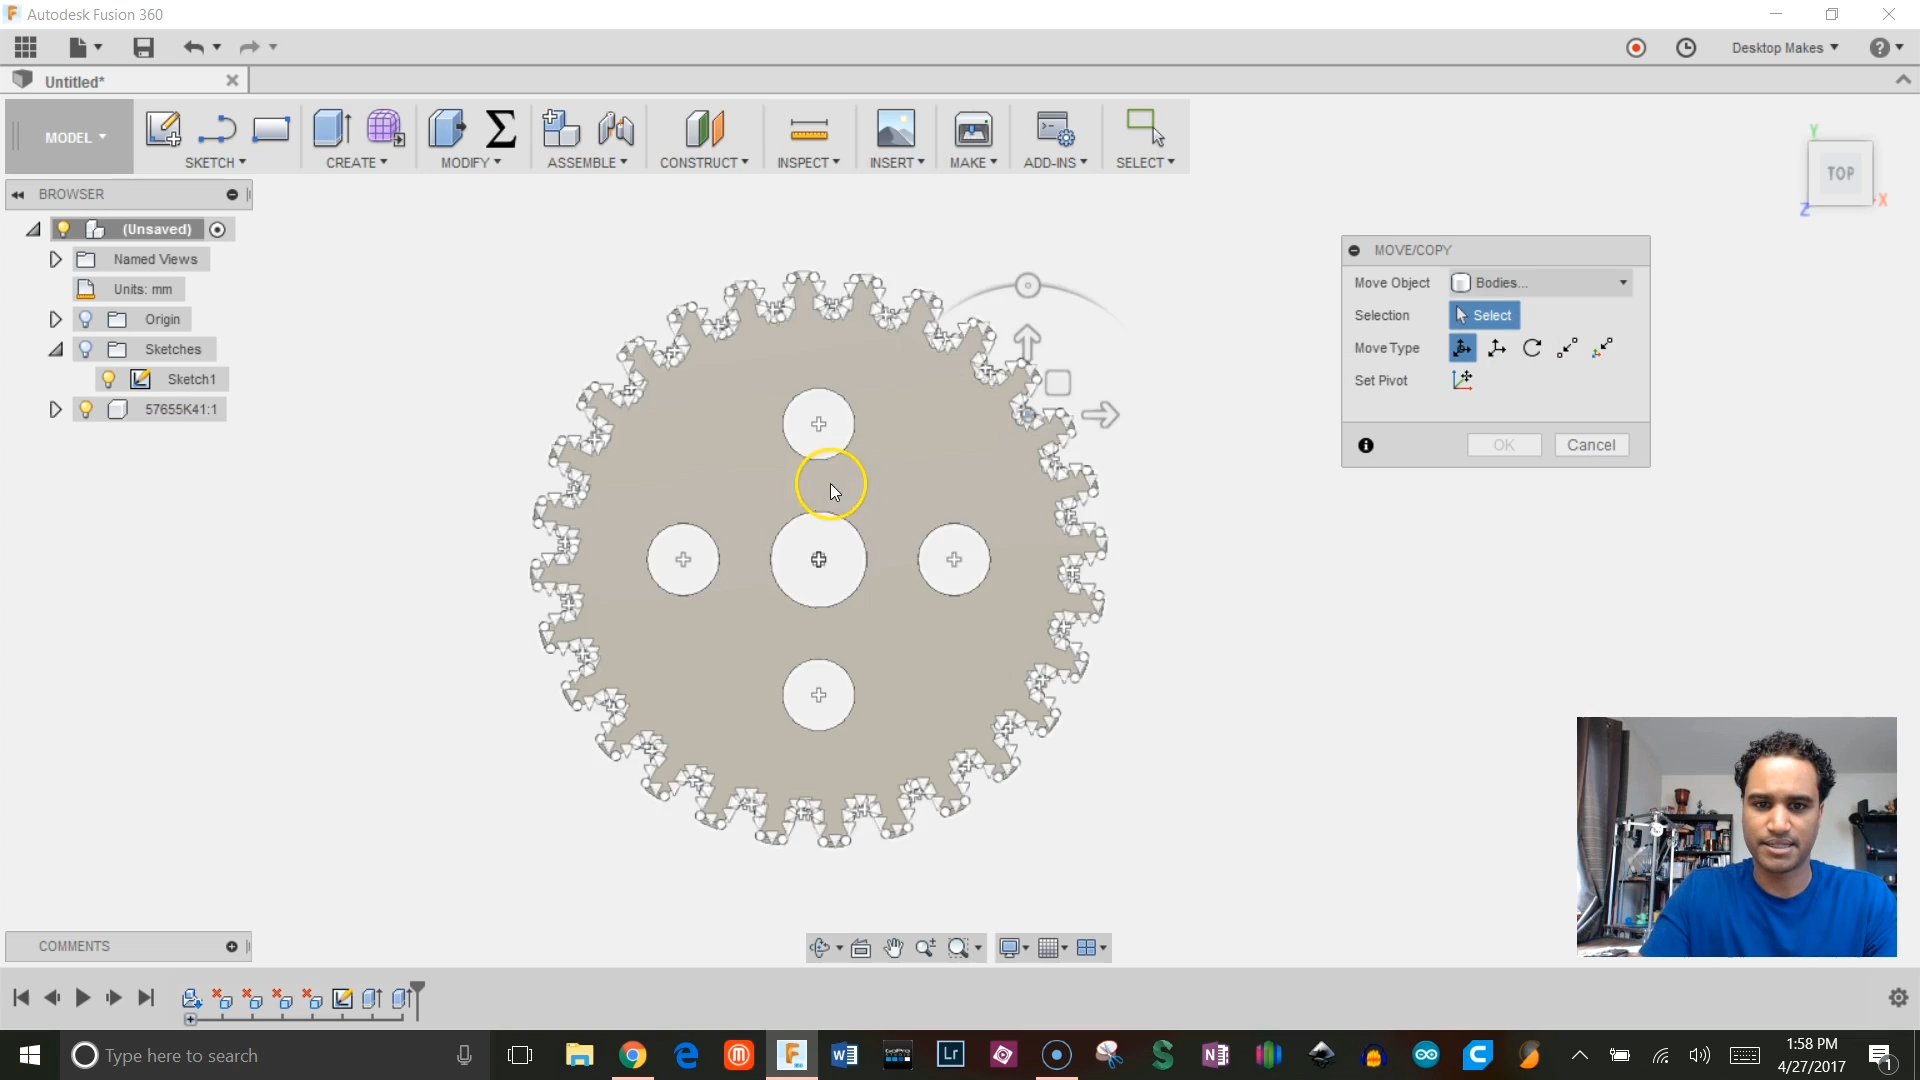 Autodesk Fusion 360
Desktop Makes
Untitled*
MODEL
SKETCH
CREATE
MODIFY
ASSEMBLE
CONSTRUCT
INSPECT
INSERT
MAKE
ADD-INS
SELECT
Y
TOP
X
Z
BROWSER
(Unsaved)
Named Views
Units: mm
Origin
Sketches
Sketch1
57655K41:1
MOVE/COPY
Move Object
Bodies...
Selection
Select
Move Type
Set Pivot
OK
Cancel
COMMENTS
Type here to search
Lr
1:58 PM
4/27/2017
1